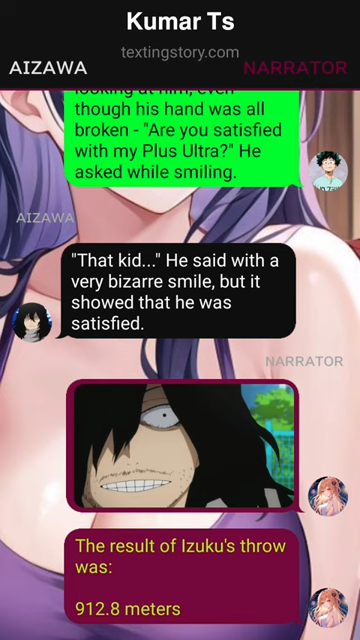 Kumar Ts
textingstory.com
AIZAWA NARRATOR
looking at him, even
though his hand was all
broken - "Are you satisfied
with my Plus Ultra?" He
asked while smiling.
AIZAWA
"That kid..." He said with a
very bizarre smile, but it
showed that he was
satisfied.
NARRATOR
The result of Izuku's throw
was:
912.8 meters